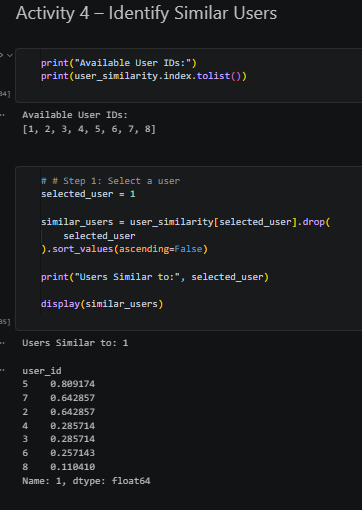 Activity 4 – Identify Similar Users
print("Available User IDs:")
print(user_similarity.index.tolist())
34]
Available User IDs:
[1, 2, 3, 4, 5, 6, 7, 8]
# # Step 1: Select a user
selected_user = 1
similar_users = user_similarity[selected_user].drop(
    selected_user
).sort_values(ascending=False)
print("Users Similar to:", selected_user)
display(similar_users)
35]
Users Similar to: 1
user_id
5    0.809174
7    0.642857
2    0.642857
4    0.285714
3    0.285714
6    0.257143
8    0.110410
Name: 1, dtype: float64